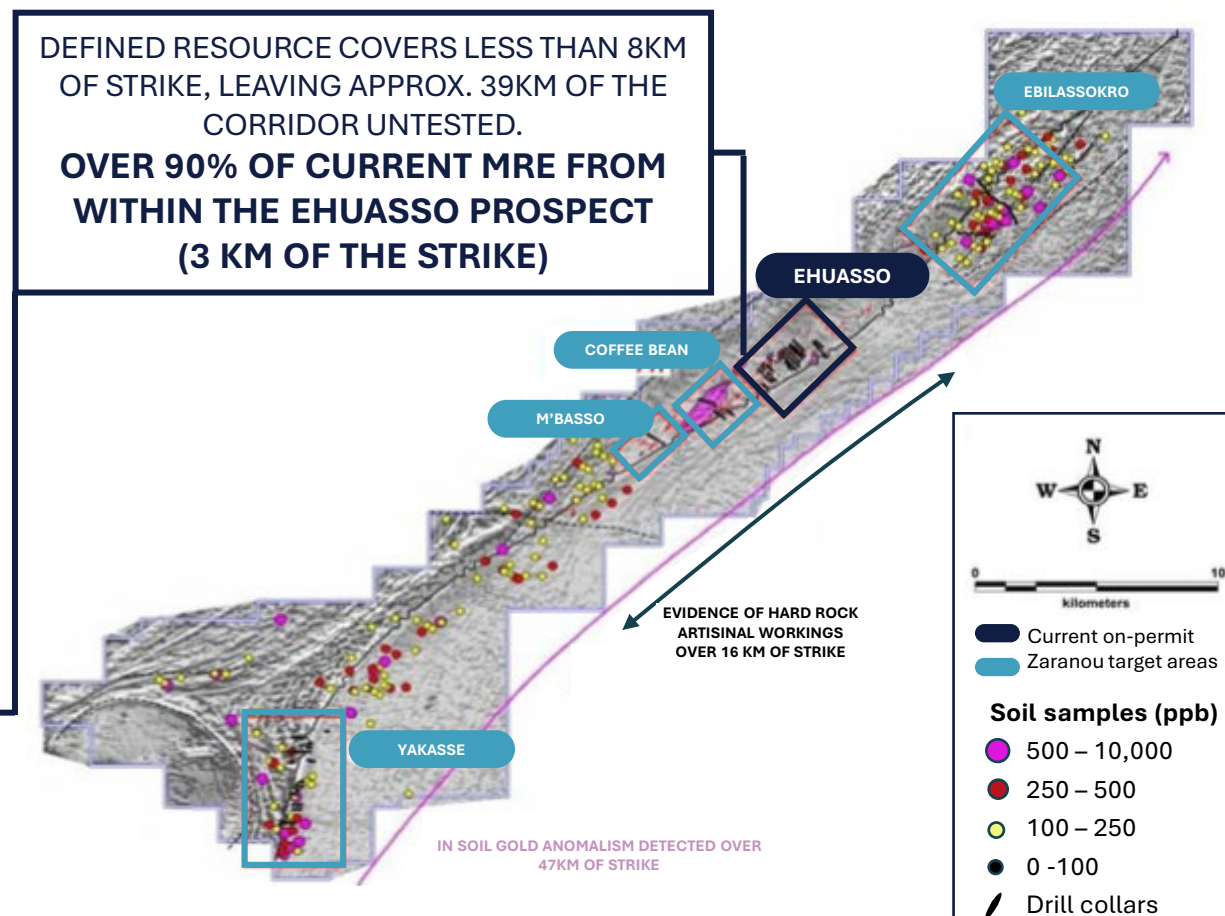 DEFINED RESOURCE COVERS LESS THAN 8KM
OF STRIKE, LEAVING APPROX. 39KM OF THE
CORRIDOR UNTESTED.
OVER 90% OF CURRENT MRE FROM
WITHIN THE EHUASSO PROSPECT
(3 KM OF THE STRIKE)
EBILASSOKRO
EHUASSO
COFFEE BEAN
M'BASSO
YAKASSE
EVIDENCE OF HARD ROCK
ARTISINAL WORKINGS
OVER 16 KM OF STRIKE
IN SOIL GOLD ANOMALISM DETECTED OVER
47KM OF STRIKE
N
W E
S
0 10
kilometers
Current on-permit
Zaranou target areas
Soil samples (ppb)
500 – 10,000
250 – 500
100 – 250
0 -100
Drill collars